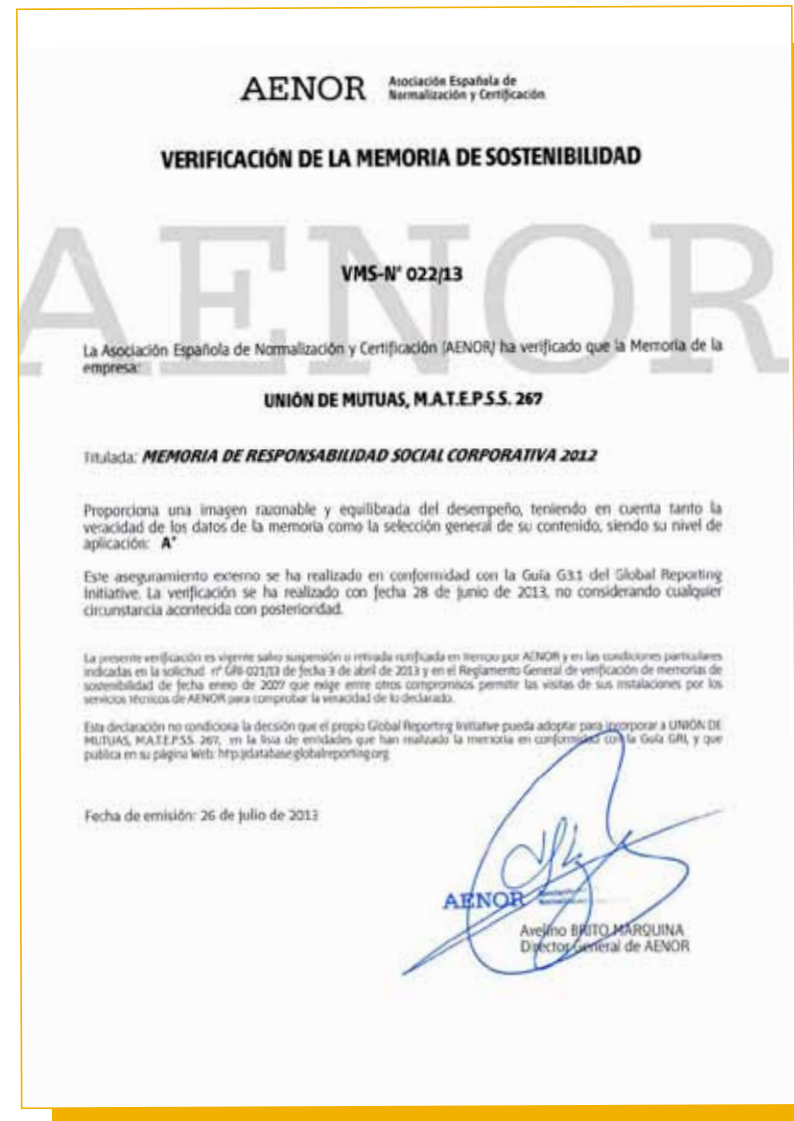 AENOR Asociación Española de
Normalización y Certificación
VERIFICACIÓN DE LA MEMORIA DE SOSTENIBILIDAD
AENOR
VMS-Nº 022/13
La Asociación Española de Normalización y Certificación (AENOR) ha verificado que la Memoria de la
empresa:
UNIÓN DE MUTUAS, M.A.T.E.P.S.S. 267
Titulada: MEMORIA DE RESPONSABILIDAD SOCIAL CORPORATIVA 2012
Proporciona una imagen razonable y equilibrada del desempeño, teniendo en cuenta tanto la
veracidad de los datos de la memoria como la selección general de su contenido, siendo su nivel de
aplicación: A+
Este aseguramiento externo se ha realizado en conformidad con la Guía G3.1 del Global Reporting
Initiative. La verificación se ha realizado con fecha 28 de junio de 2013, no considerando cualquier
circunstancia acontecida con posterioridad.
La presente verificación es vigente salvo suspensión o retirada notificada en tiempo por AENOR y en las condiciones particulares
indicadas en la solicitud nº GRI-021/13 de fecha 3 de abril de 2013 y en el Reglamento General de verificación de memorias de
sostenibilidad de fecha enero de 2007 que exige entre otros compromisos permitir las visitas de sus instalaciones por los
servicios técnicos de AENOR para comprobar la veracidad de lo declarado.
Esta declaración no condiciona la decisión que el propio Global Reporting Initiative pueda adoptar para incorporar a UNIÓN DE
MUTUAS, M.A.T.E.P.S.S. 267, en la lista de entidades que han realizado la memoria en conformidad con la Guía GRI, y que
publica en su página Web: http:/database.globalreporting.org
Fecha de emisión: 26 de julio de 2013
AENOR
Avelino BRITO MARQUINA
Director General de AENOR